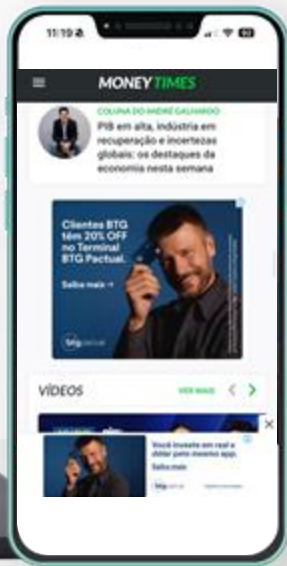 11:19
MONEY TIMES
COLUNA DO ANDRÉ GALHARDO
PIB em alta, indústria em
recuperação e incertezas
globais: os destaques da
economia nesta semana
Clientes BTG
têm 20% OFF
no Terminal
BTG Pactual.
Saiba mais →
btg pactual
VÍDEOS
VER MAIS < >
Você investe em real e
dólar pelo mesmo app.
Saiba mais
btg pactual